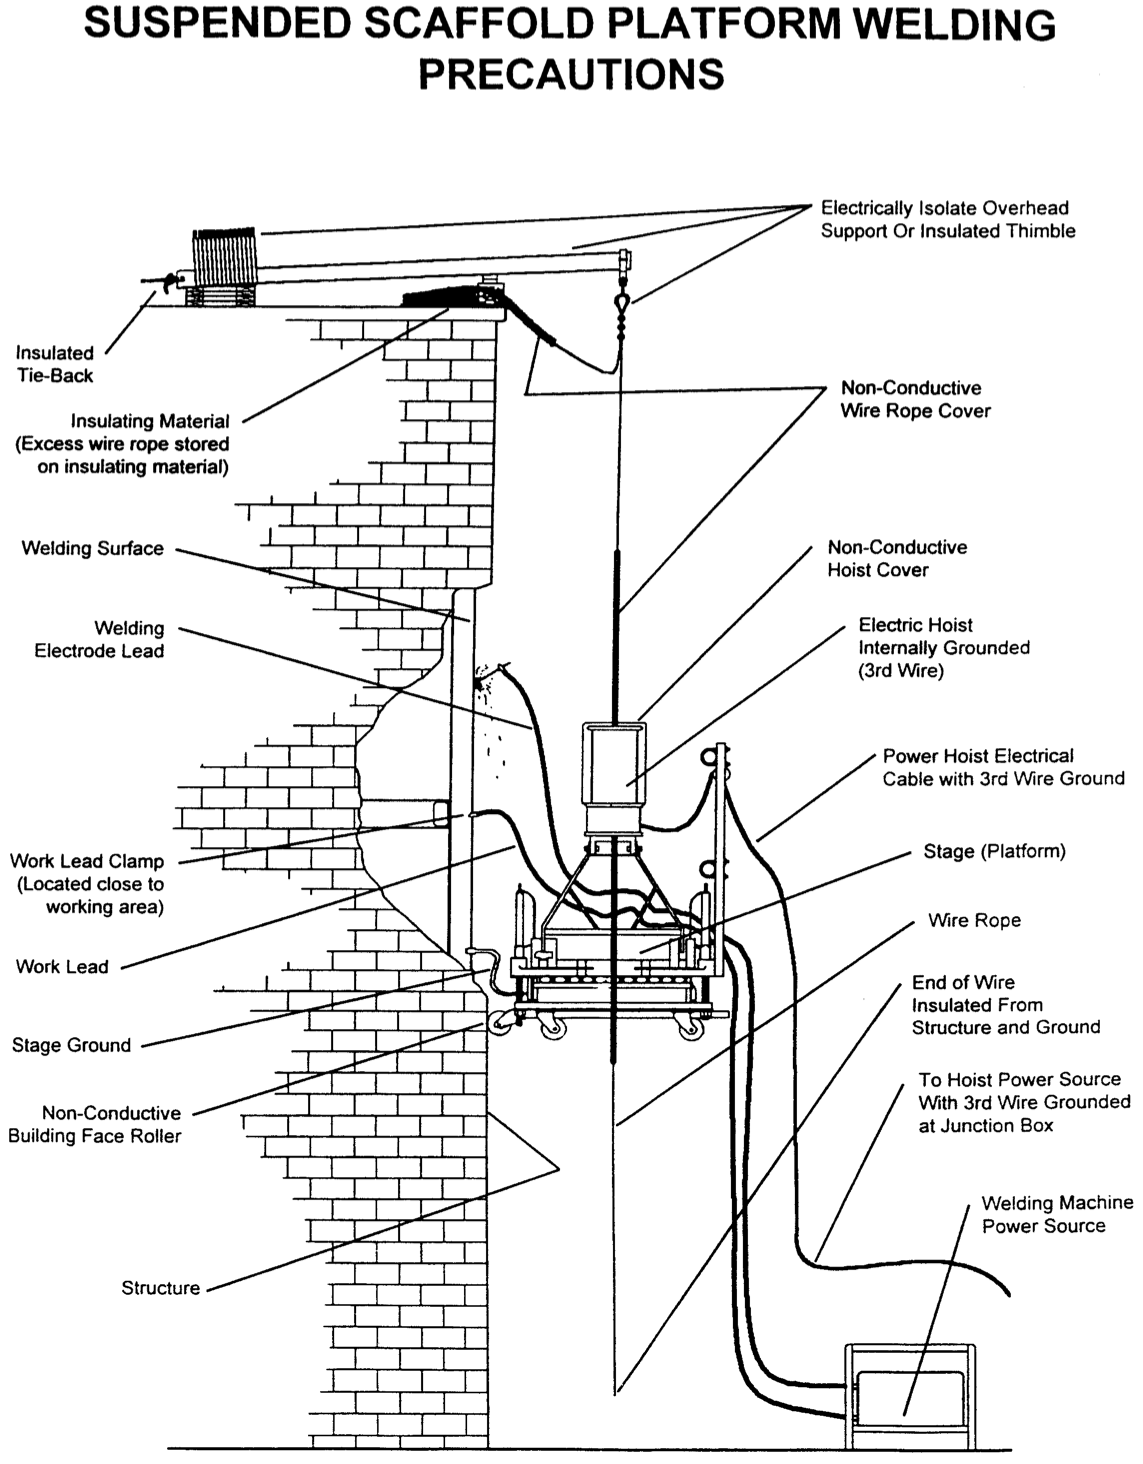 SUSPENDED SCAFFOLD PLATFORM WELDING
PRECAUTIONS
Electrically Isolate Overhead
Support Or Insulated Thimble
Insulated
Tie-Back
Non-Conductive
Wire Rope Cover
Insulating Material
(Excess wire rope stored
on insulating material)
Welding Surface
Non-Conductive
Hoist Cover
Welding
Electrode Lead
Electric Hoist
Internally Grounded
(3rd Wire)
Power Hoist Electrical
Cable with 3rd Wire Ground
Work Lead Clamp
(Located close to
working area)
Stage (Platform)
Wire Rope
Work Lead
End of Wire
Insulated From
Structure and Ground
Stage Ground
To Hoist Power Source
With 3rd Wire Grounded
at Junction Box
Non-Conductive
Building Face Roller
Welding Machine
Power Source
Structure